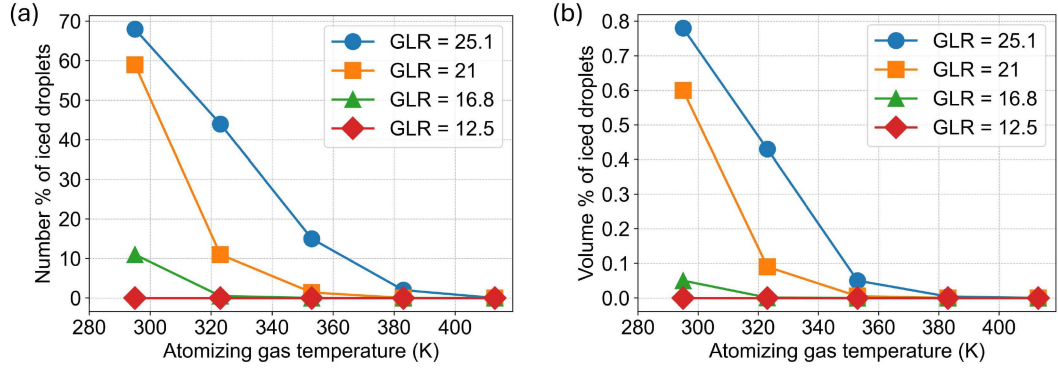 (a)
Number % of iced droplets
70
60
50
40
30
20
10
0
280
300
320
340
360
380
400
Atomizing gas temperature (K)
GLR = 25.1
GLR = 21
GLR = 16.8
GLR = 12.5
(b)
Volume % of iced droplets
0.8
0.7
0.6
0.5
0.4
0.3
0.2
0.1
0.0
280
300
320
340
360
380
400
Atomizing gas temperature (K)
GLR = 25.1
GLR = 21
GLR = 16.8
GLR = 12.5